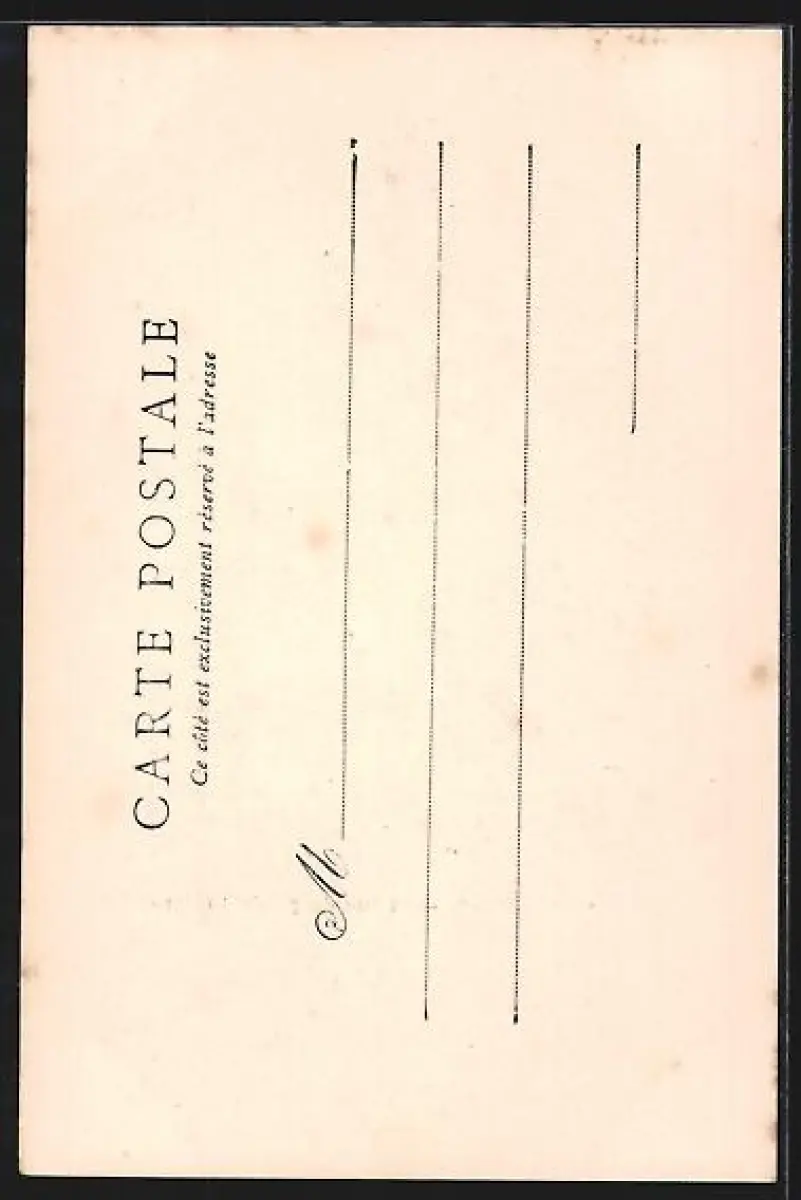 CARTE POSTALE
Ce côté est exclusivement réservé à l'adresse
M